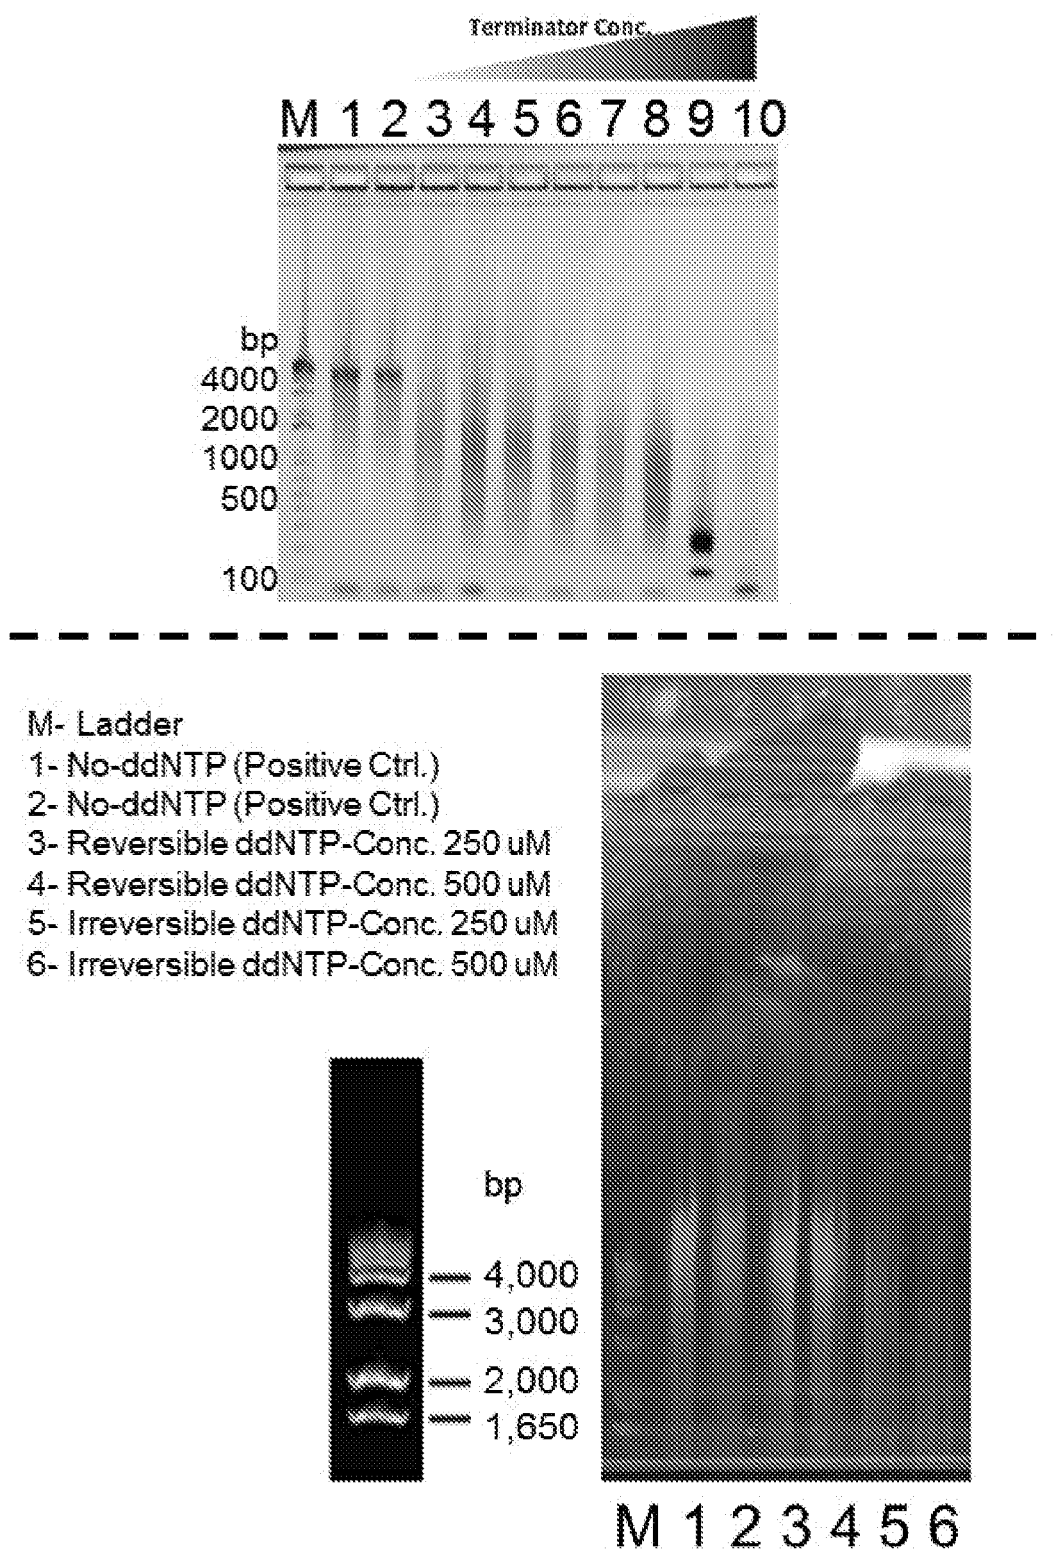 Terminator Conc.
M 1 2 3 4 5 6 7 8 9 10
bp
4000
2000
1000
500
100
M- Ladder
1- No-ddNTP (Positive Ctrl.)
2- No-ddNTP (Positive Ctrl.)
3- Reversible ddNTP-Conc. 250 uM
4- Reversible ddNTP-Conc. 500 uM
5- Irreversible ddNTP-Conc. 250 uM
6- Irreversible ddNTP-Conc. 500 uM
bp
4,000
3,000
2,000
1,650
M 1 2 3 4 5 6